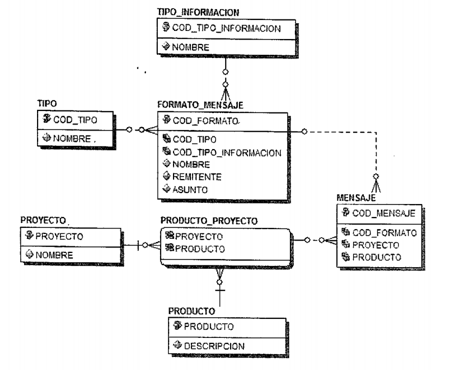 TIPO_INFORMACION
COD_TIPO_INFORMACION
NOMBRE
TIPO
COD_TIPO
NOMBRE
FORMATO_MENSAJE
COD_FORMATO
COD_TIPO
COD_TIPO_INFORMACION
NOMBRE
REMITENTE
ASUNTO
MENSAJE
COD_MENSAJE
COD_FORMATO
PROYECTO
PRODUCTO
PROYECTO
PROYECTO
NOMBRE
PRODUCTO_PROYECTO
PROYECTO
PRODUCTO
PRODUCTO
PRODUCTO
DESCRIPCION